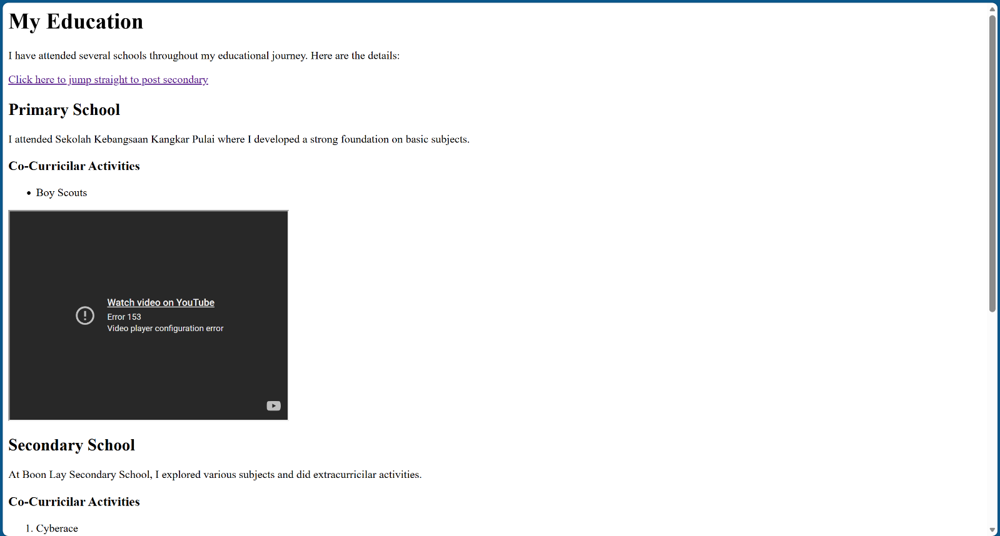 My Education
I have attended several schools throughout my educational journey. Here are the details:
Click here to jump straight to post secondary
Primary School
I attended Sekolah Kebangsaan Kangkar Pulai where I developed a strong foundation on basic subjects.
Co-Curricilar Activities
• Boy Scouts
Watch video on YouTube
Error 153
Video player configuration error
Secondary School
At Boon Lay Secondary School, I explored various subjects and did extracurricilar activities.
Co-Curricilar Activities
1. Cyberace